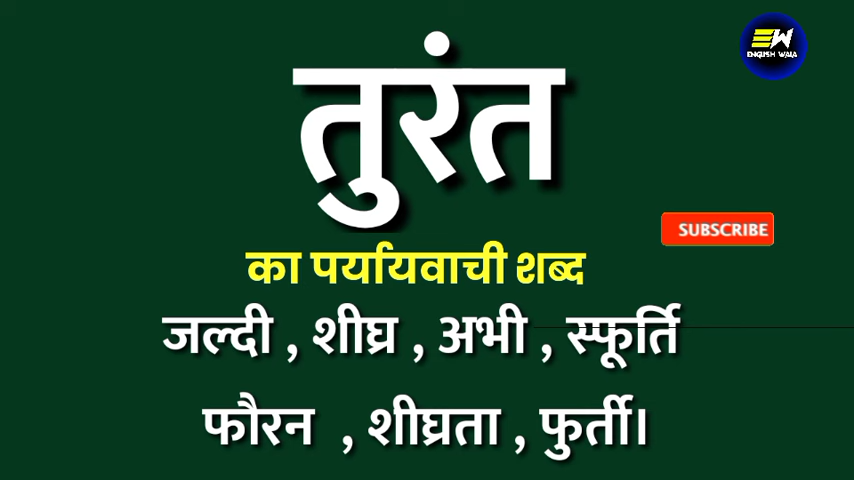 EW
ENGLISH WALA
तुरंत
SUBSCRIBE
का पर्यायवाची शब्द
जल्दी , शीघ्र , अभी , स्फूर्ति
फौरन , शीघ्रता , फुर्ती।